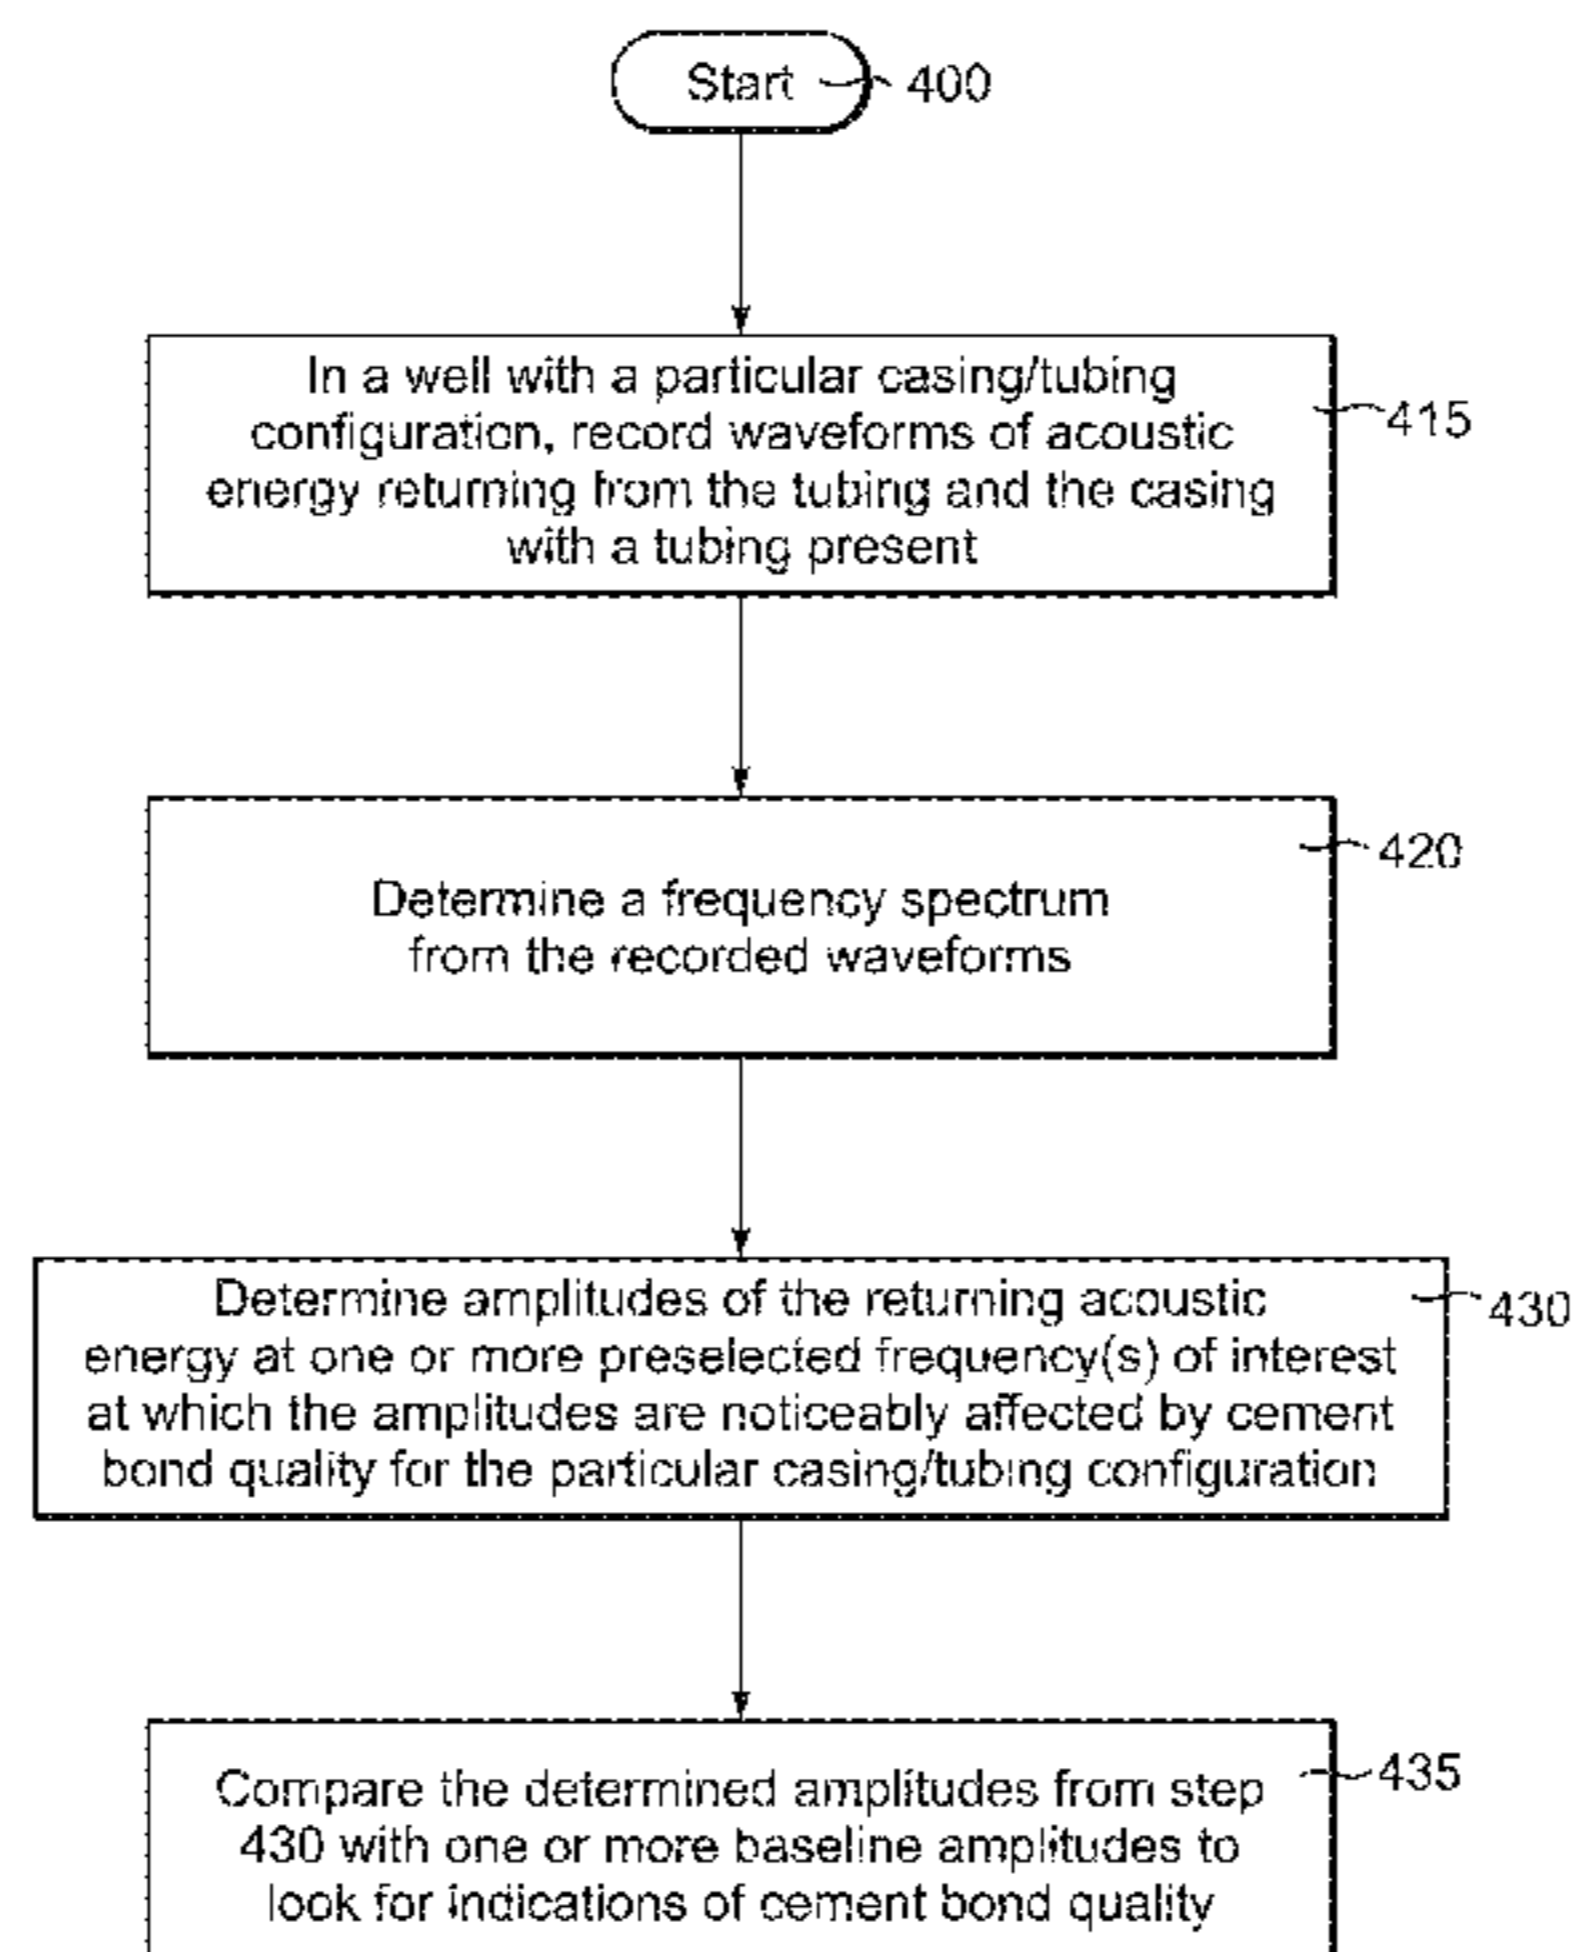 Start 400
In a well with a particular casing/tubing
configuration, record waveforms of acoustic
energy returning from the tubing and the casing
with a tubing present
415
Determine a frequency spectrum
from the recorded waveforms
420
Determine amplitudes of the returning acoustic
energy at one or more preselected frequency(s) of interest
at which the amplitudes are noticeably affected by cement
bond quality for the particular casing/tubing configuration
430
Compare the determined amplitudes from step
430 with one or more baseline amplitudes to
look for indications of cement bond quality
435